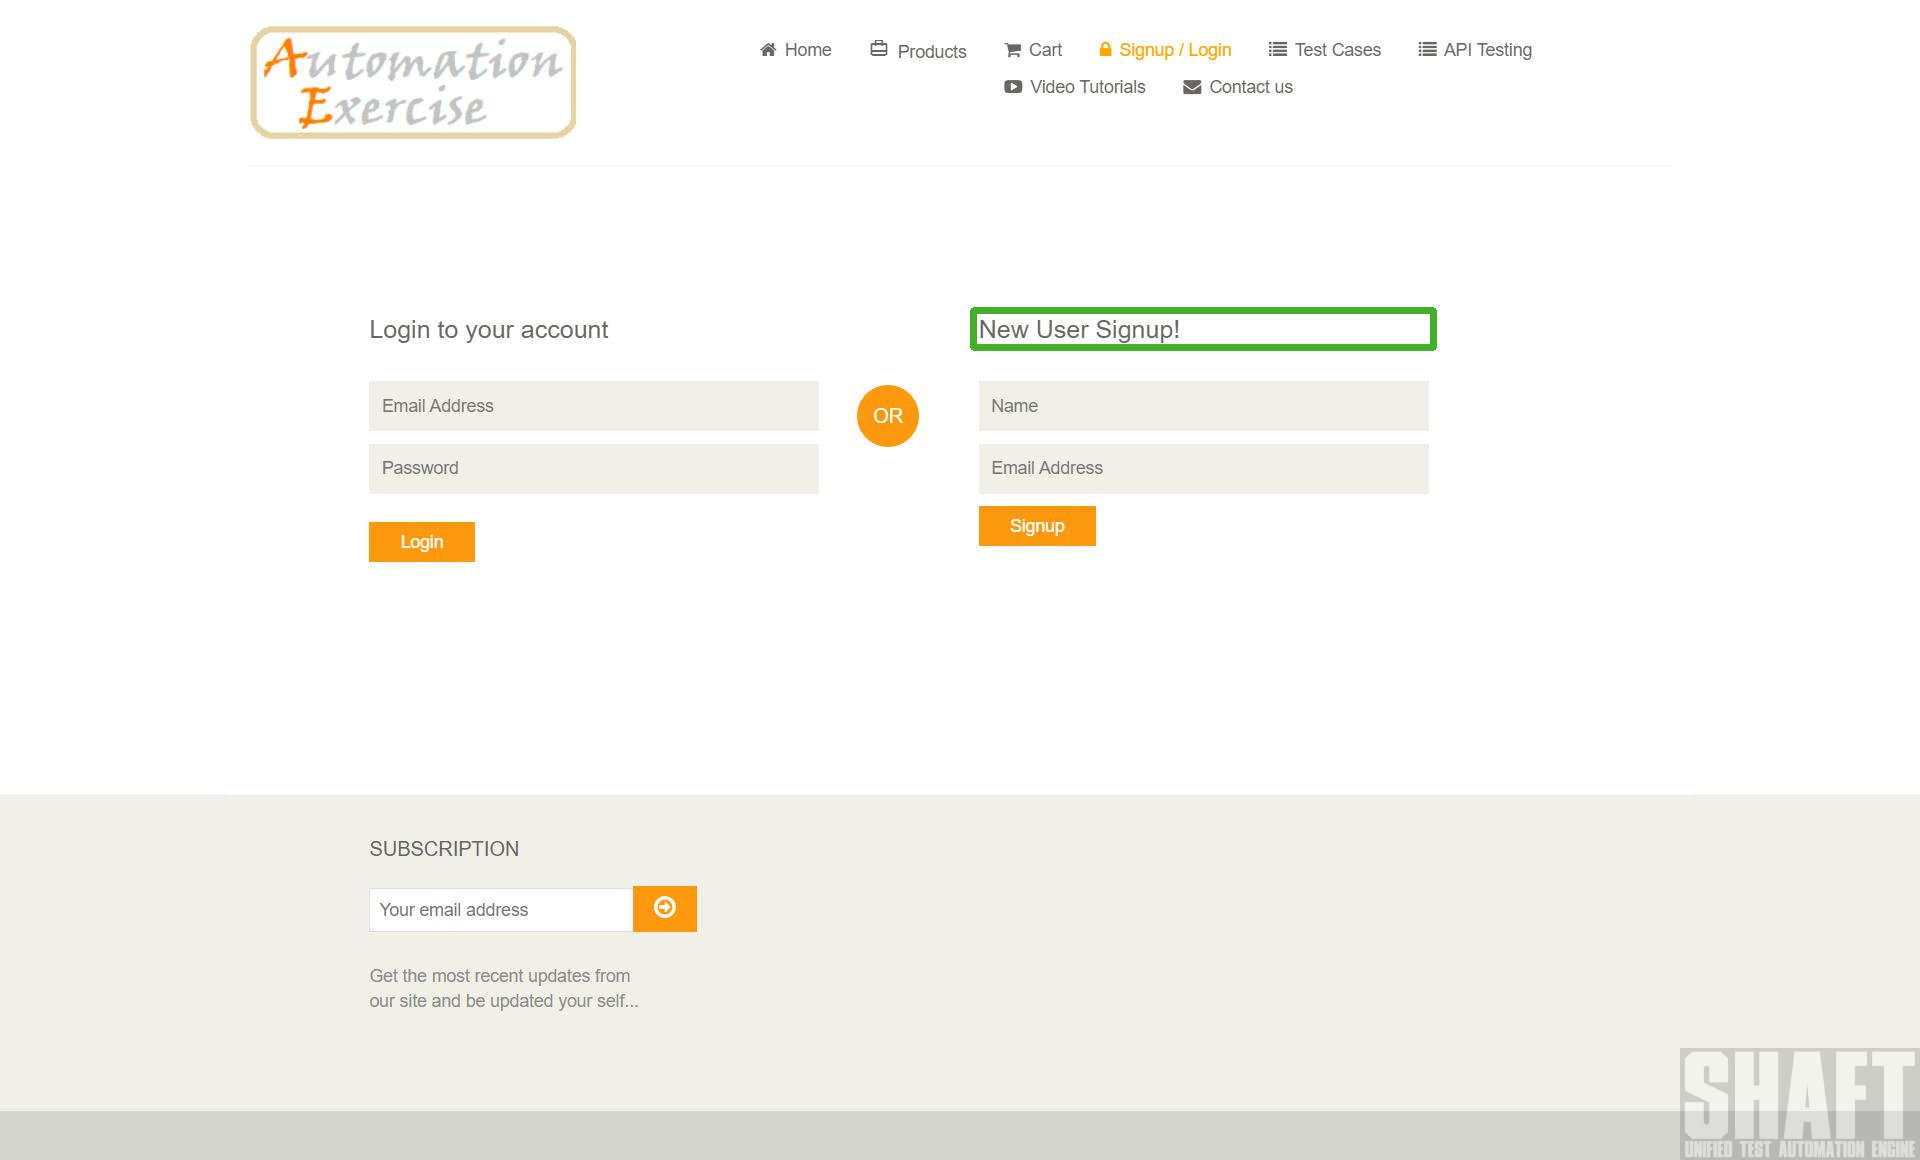 Automation
Exercise
Home
Products
Cart
Signup / Login
Test Cases
API Testing
Video Tutorials
Contact us
Login to your account
Email Address
Password
Login
OR
New User Signup!
Name
Email Address
Signup
SUBSCRIPTION
Your email address
Get the most recent updates from
our site and be updated your self...
SHAFT
UNIFIED TEST AUTOMATION ENGINE